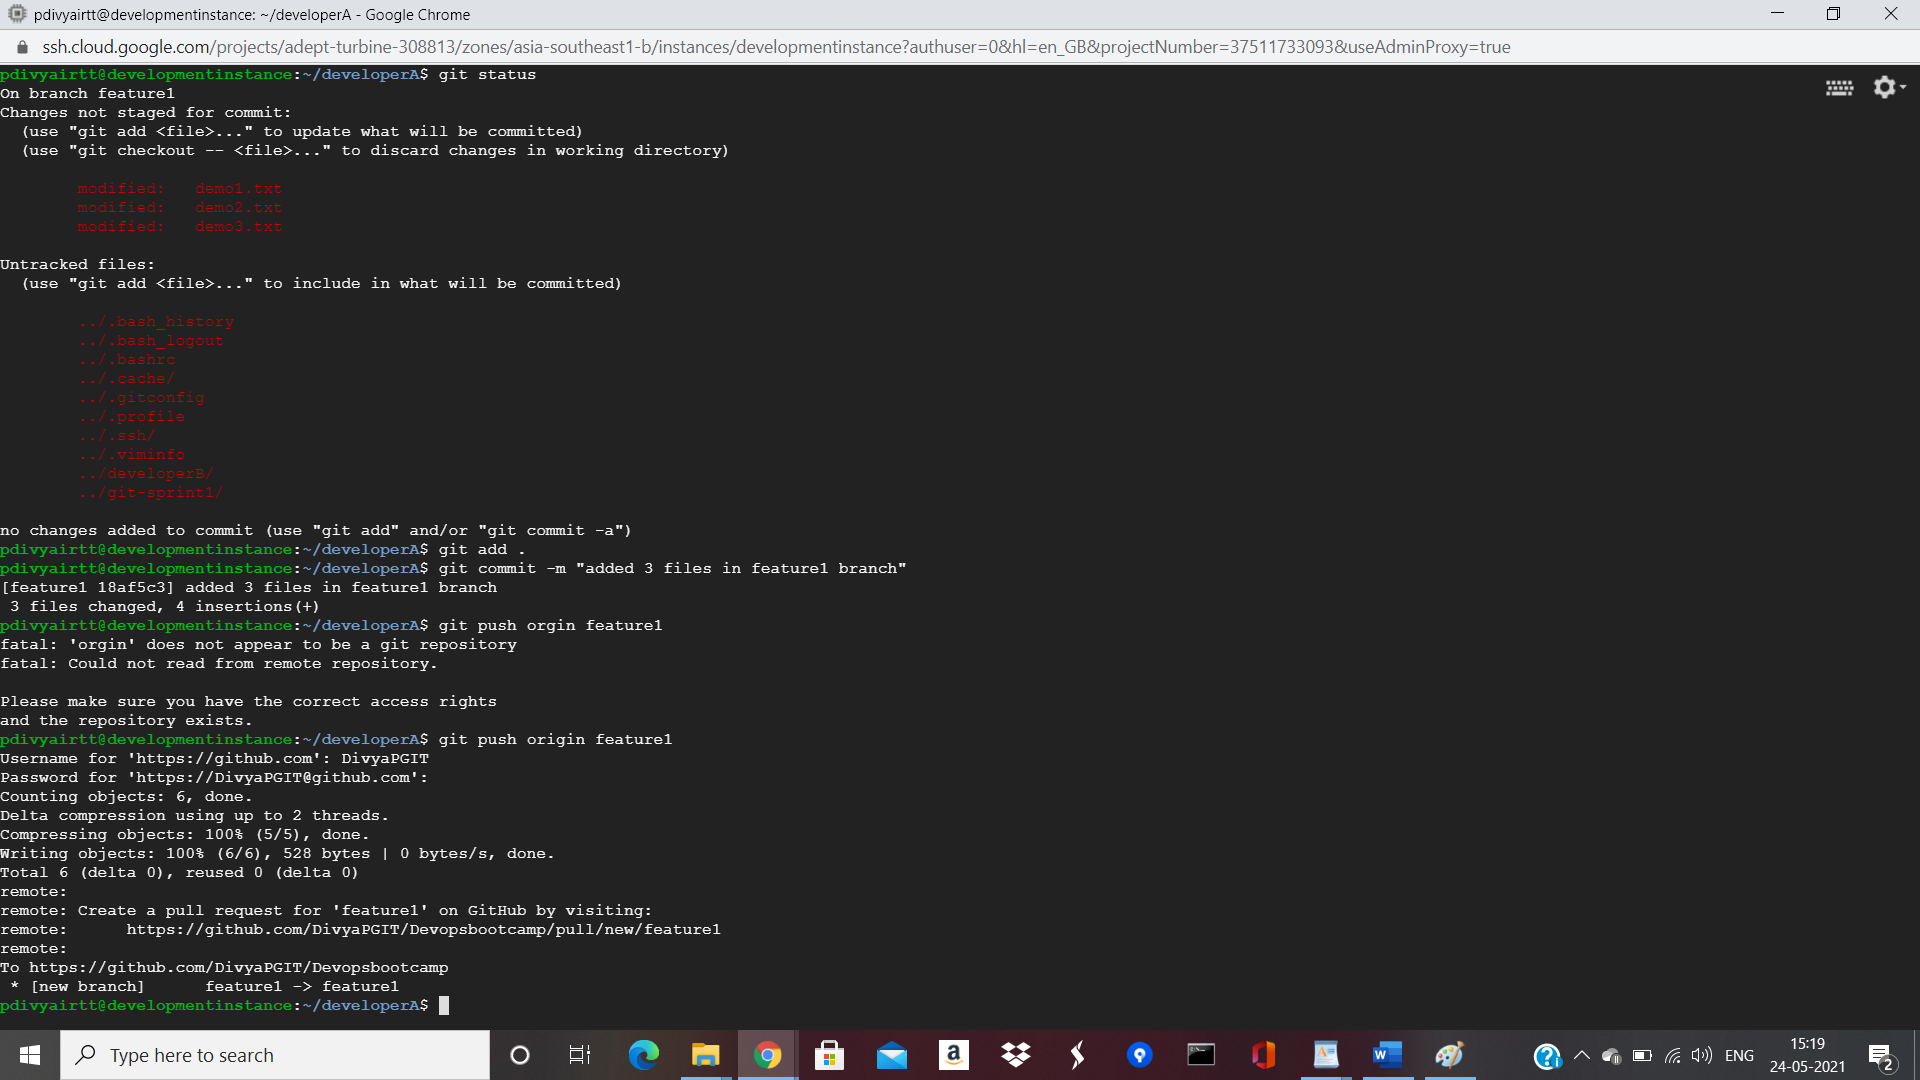 pdivyairtt@developmentinstance: ~/developerA - Google Chrome
ssh.cloud.google.com/projects/adept-turbine-308813/zones/asia-southeast1-b/instances/developmentinstance?authuser=0&hl=en_GB&projectNumber=37511733093&useAdminProxy=true
pdivyairtt@developmentinstance:~/developerA$ git status
On branch feature1
Changes not staged for commit:
  (use "git add <file>..." to update what will be committed)
  (use "git checkout -- <file>..." to discard changes in working directory)
modified:   demo1.txt
modified:   demo2.txt
modified:   demo3.txt
Untracked files:
  (use "git add <file>..." to include in what will be committed)
../.bash_history
../.bash_logout
../.bashrc
../.cache/
../.gitconfig
../.profile
../.ssh/
../.viminfo
../developerB/
../git-sprint1/
no changes added to commit (use "git add" and/or "git commit -a")
pdivyairtt@developmentinstance:~/developerA$ git add .
pdivyairtt@developmentinstance:~/developerA$ git commit -m "added 3 files in feature1 branch"
[feature1 18af5c3] added 3 files in feature1 branch
 3 files changed, 4 insertions(+)
pdivyairtt@developmentinstance:~/developerA$ git push orgin feature1
fatal: 'orgin' does not appear to be a git repository
fatal: Could not read from remote repository.
Please make sure you have the correct access rights
and the repository exists.
pdivyairtt@developmentinstance:~/developerA$ git push origin feature1
Username for 'https://github.com': DivyaPGIT
Password for 'https://DivyaPGIT@github.com':
Counting objects: 6, done.
Delta compression using up to 2 threads.
Compressing objects: 100% (5/5), done.
Writing objects: 100% (6/6), 528 bytes | 0 bytes/s, done.
Total 6 (delta 0), reused 0 (delta 0)
remote:
remote: Create a pull request for 'feature1' on GitHub by visiting:
remote:      https://github.com/DivyaPGIT/Devopsbootcamp/pull/new/feature1
remote:
To https://github.com/DivyaPGIT/Devopsbootcamp
 * [new branch]      feature1 -> feature1
pdivyairtt@developmentinstance:~/developerA$
Type here to search
ENG
15:19
24-05-2021
2